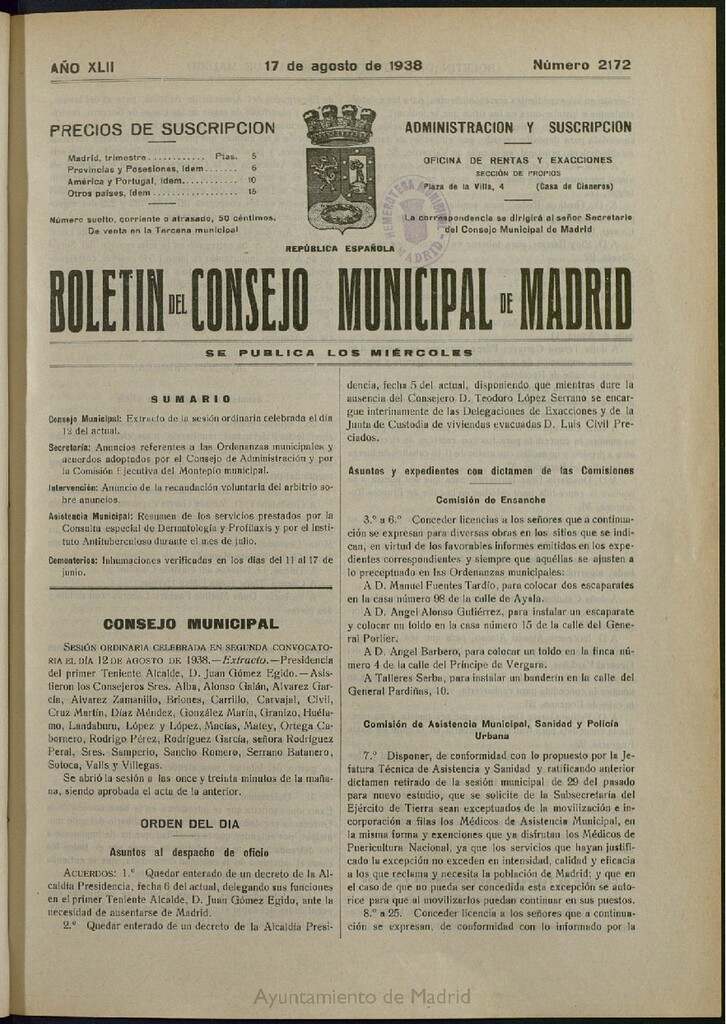 AÑO XLII
17 de agosto de 1938
Número 2172
PRECIOS DE SUSCRIPCION
Madrid, trimestre ........... Ptas. 5
Provincias y Posesiones, idem ...... 6
América y Portugal, idem ........... 10
Otros países, idem ................. 15
Número suelto, corriente o atrasado, 50 céntimos.
De venta en la Tercena municipal
ADMINISTRACION Y SUSCRIPCION
OFICINA DE RENTAS Y EXACCIONES
SECCIÓN DE PROPIOS
Plaza de la Villa, 4 (Casa de Cisneros)
La correspondencia se dirigirá al señor Secretario
del Consejo Municipal de Madrid
HEMEROTECA MUNICIPAL
MADRID
REPÚBLICA ESPAÑOLA
BOLETIN DEL CONSEJO MUNICIPAL DE MADRID
SE PUBLICA LOS MIÉRCOLES
SUMARIO
Consejo Municipal: Extracto de la sesión ordinaria celebrada el día
12 del actual.
Secretaría: Anuncios referentes a las Ordenanzas municipales y
acuerdos adoptados por el Consejo de Administración y por
la Comisión Ejecutiva del Montepío municipal.
Intervención: Anuncio de la recaudación voluntaria del arbitrio so-
bre anuncios.
Asistencia Municipal: Resumen de los servicios prestados por la
Consulta especial de Dermatología y Profilaxis y por el Instituto
Antituberculoso durante el mes de julio.
Cementerios: Inhumaciones verificadas en los días del 11 al 17 de
junio.
CONSEJO MUNICIPAL
SESIÓN ORDINARIA CELEBRADA EN SEGUNDA CONVOCATO-
RIA EL DÍA 12 DE AGOSTO DE 1938.—Extracto.—Presidencia
del primer Teniente Alcalde, D. Juan Gómez Egido.—Asis-
tieron los Consejeros Sres. Alba, Alonso Galán, Alvarez Gar-
cía, Alvarez Zamanillo, Briones, Carrillo, Carvajal, Civil,
Cruz Martín, Díaz Méndez, González Marín, Granizo, Huéla-
mo, Landaburu, López y López, Macías, Matey, Ortega Ca-
bornero, Rodrigo Pérez, Rodríguez García, señora Rodríguez
Peral, Sres. Samperio, Sancho Romero, Serrano Batanero,
Sotoca, Valls y Villegas.
Se abrió la sesión a las once y treinta minutos de la maña-
na, siendo aprobada el acta de la anterior.
ORDEN DEL DIA
Asuntos al despacho de oficio
ACUERDOS: 1.º Quedar enterado de un decreto de la Al-
caldía Presidencia, fecha 6 del actual, delegando sus funciones
en el primer Teniente Alcalde, D. Juan Gómez Egido, ante la
necesidad de ausentarse de Madrid.
2.º Quedar enterado de un decreto de la Alcaldía Presi-
dencia, fecha 5 del actual, disponiendo que mientras dure la
ausencia del Consejero D. Teodoro López Serrano se encar-
gue interinamente de las Delegaciones de Exacciones y de la
Junta de Custodia de viviendas evacuadas D. Luis Civil Pre-
ciados.
Asuntos y expedientes con dictamen de las Comisiones
Comisión de Ensanche
3.º a 6.º Conceder licencias a los señores que a continua-
ción se expresan para diversas obras en los sitios que se indi-
can, en virtud de los favorables informes emitidos en los expe-
dientes correspondientes y siempre que aquéllas se ajusten a
lo preceptuado en las Ordenanzas municipales:
A D. Manuel Fuentes Tardío, para colocar dos escaparates
en la casa número 98 de la calle de Ayala.
A D. Angel Alonso Gutiérrez, para instalar un escaparate
y colocar un toldo en la casa número 15 de la calle del Gene-
ral Porlier.
A D. Angel Barbero, para colocar un toldo en la finca nú-
mero 4 de la calle del Príncipe de Vergara.
A Talleres Serba, para instalar un banderín en la calle del
General Pardiñas, 10.
Comisión de Asistencia Municipal, Sanidad y Policía
Urbana
7.º Disponer, de conformidad con lo propuesto por la Je-
fatura Técnica de Asistencia y Sanidad y ratificando anterior
dictamen retirado de la sesión municipal de 29 del pasado
para nuevo estudio, que se solicite de la Subsecretaría del
Ejército de Tierra sean exceptuados de la movilización e in-
corporación a filas los Médicos de Asistencia Municipal, en
la misma forma y exenciones que ya disfrutan los Médicos de
Puericultura Nacional, ya que los servicios que hayan justifi-
cado la excepción no exceden en intensidad, calidad y eficacia
a los que reclama y necesita la población de Madrid; y que en
el caso de que no pueda ser concedida esta excepción se auto-
rice para que al movilizarlos puedan continuar en sus puestos.
8.º a 25. Conceder licencia a los señores que a continua-
ción se expresan, de conformidad con lo informado por la
Ayuntamiento de Madrid